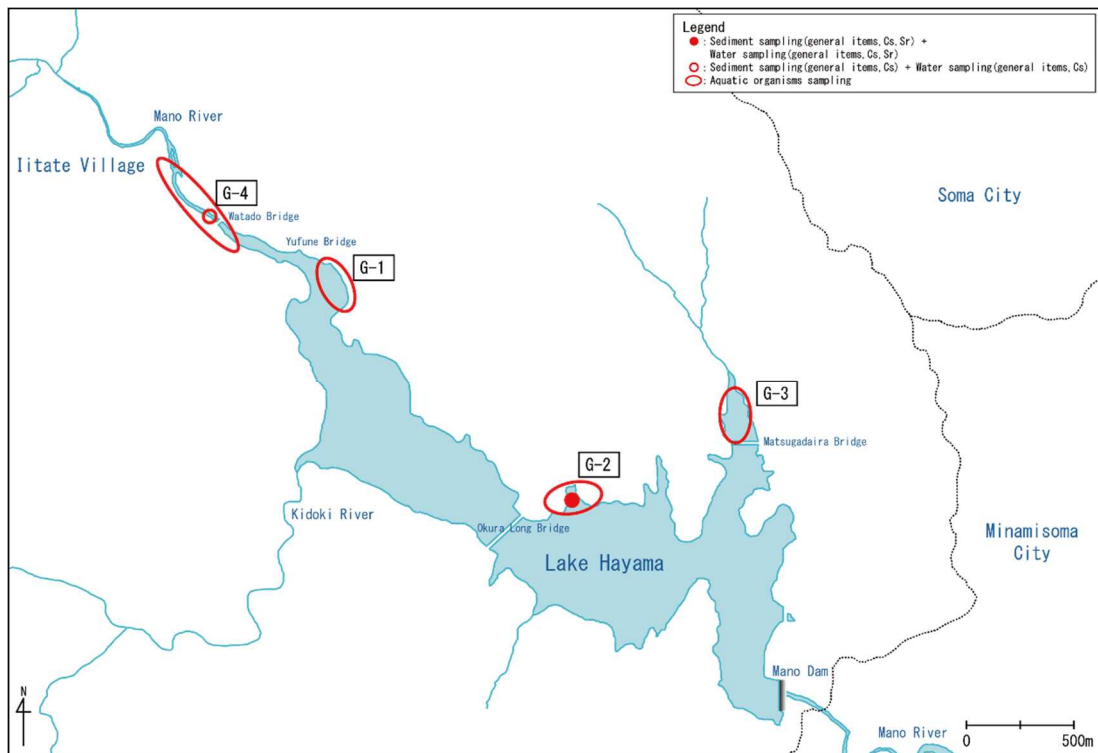 Legend
: Sediment sampling(general items,Cs,Sr) +
Water sampling(general items,Cs,Sr)
: Sediment sampling(general items,Cs) + Water sampling(general items,Cs)
: Aquatic organisms sampling
Mano River
Iitate Village
G-4
Watado Bridge
Yufune Bridge
G-1
Soma City
G-3
Matsugadaira Bridge
G-2
Kidoki River
Okura Long Bridge
Lake Hayama
Minamisoma
City
Mano Dam
Mano River
N
0 500m